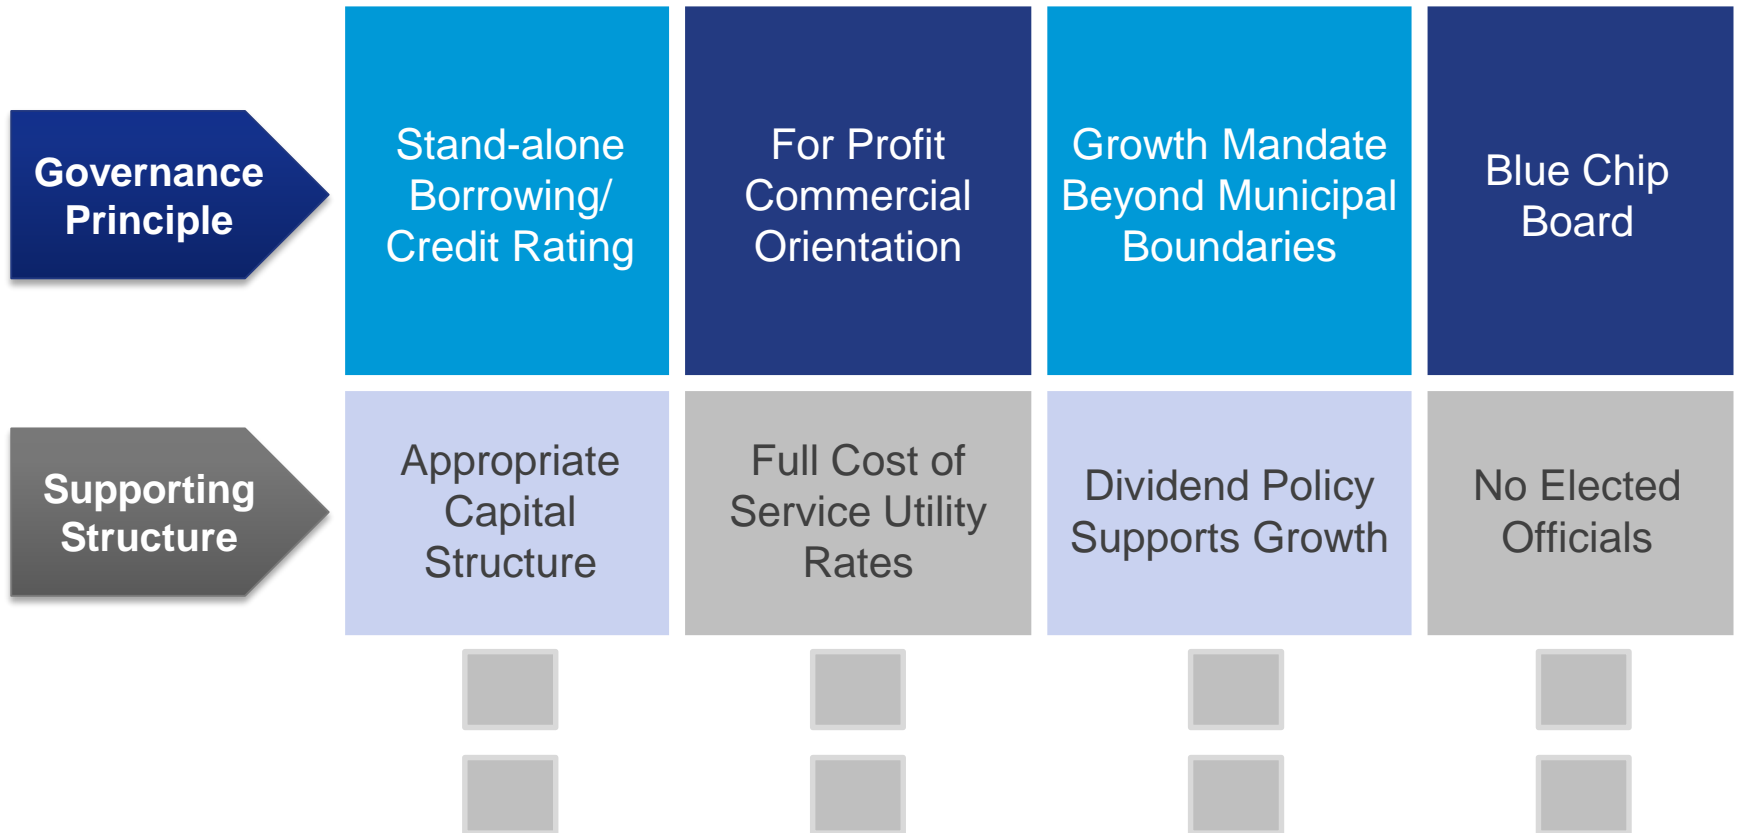 Governance
Principle
Stand-alone
Borrowing/
Credit Rating
For Profit
Commercial
Orientation
Growth Mandate
Beyond Municipal
Boundaries
Blue Chip
Board
Supporting
Structure
Appropriate
Capital
Structure
Full Cost of
Service Utility
Rates
Dividend Policy
Supports Growth
No Elected
Officials